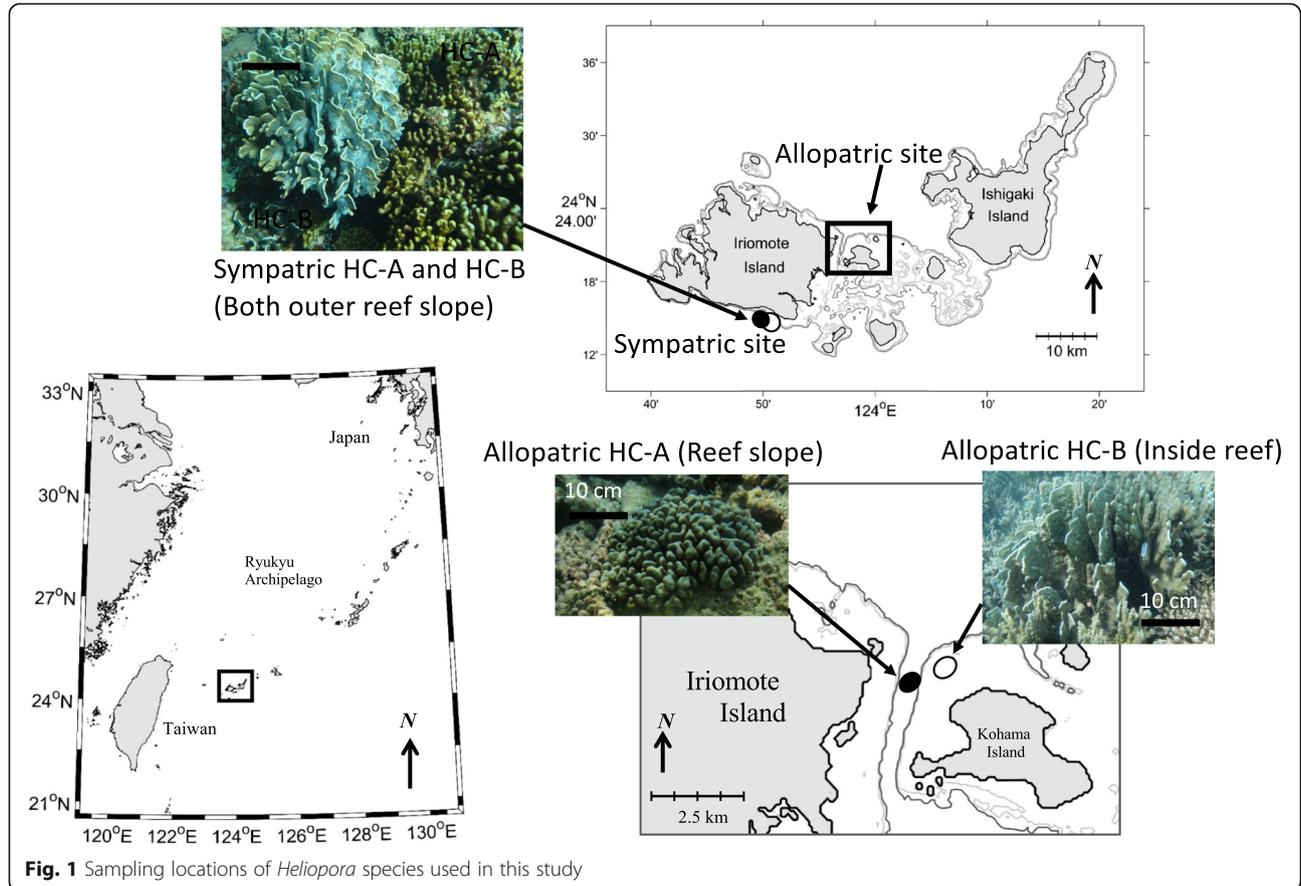 HC-A
HC-B
Sympatric HC-A and HC-B
(Both outer reef slope)
36'
30'
24°N
24.00'
18'
12'
Allopatric site
Ishigaki
Island
Iriomote
Island
N
10 km
Sympatric site
40'
50'
124°E
10'
20'
33°N
30°N
27°N
24°N
21°N
Japan
Ryukyu
Archipelago
Taiwan
N
120°E
122°E
124°E
126°E
128°E
130°E
Allopatric HC-A (Reef slope)
Allopatric HC-B (Inside reef)
10 cm
10 cm
Iriomote
Island
N
Kohama
Island
2.5 km
Fig. 1 Sampling locations of Heliopora species used in this study